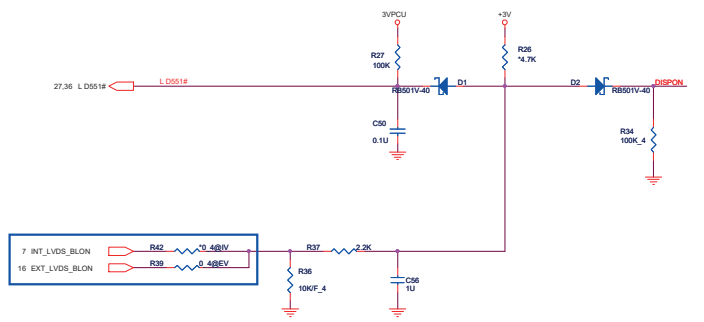 3VPCU
+3V
R27
100K
R26
*4.7K
27,36 L D551#
L D551#
D1
RB501V-40
D2
RB501V-40
DISPON
C50
0.1U
R34
100K_4
7 INT_LVDS_BLON
R42
*0_4@IV
R37
2.2K
16 EXT_LVDS_BLON
R39
0_4@EV
R36
10K/F_4
C56
1U